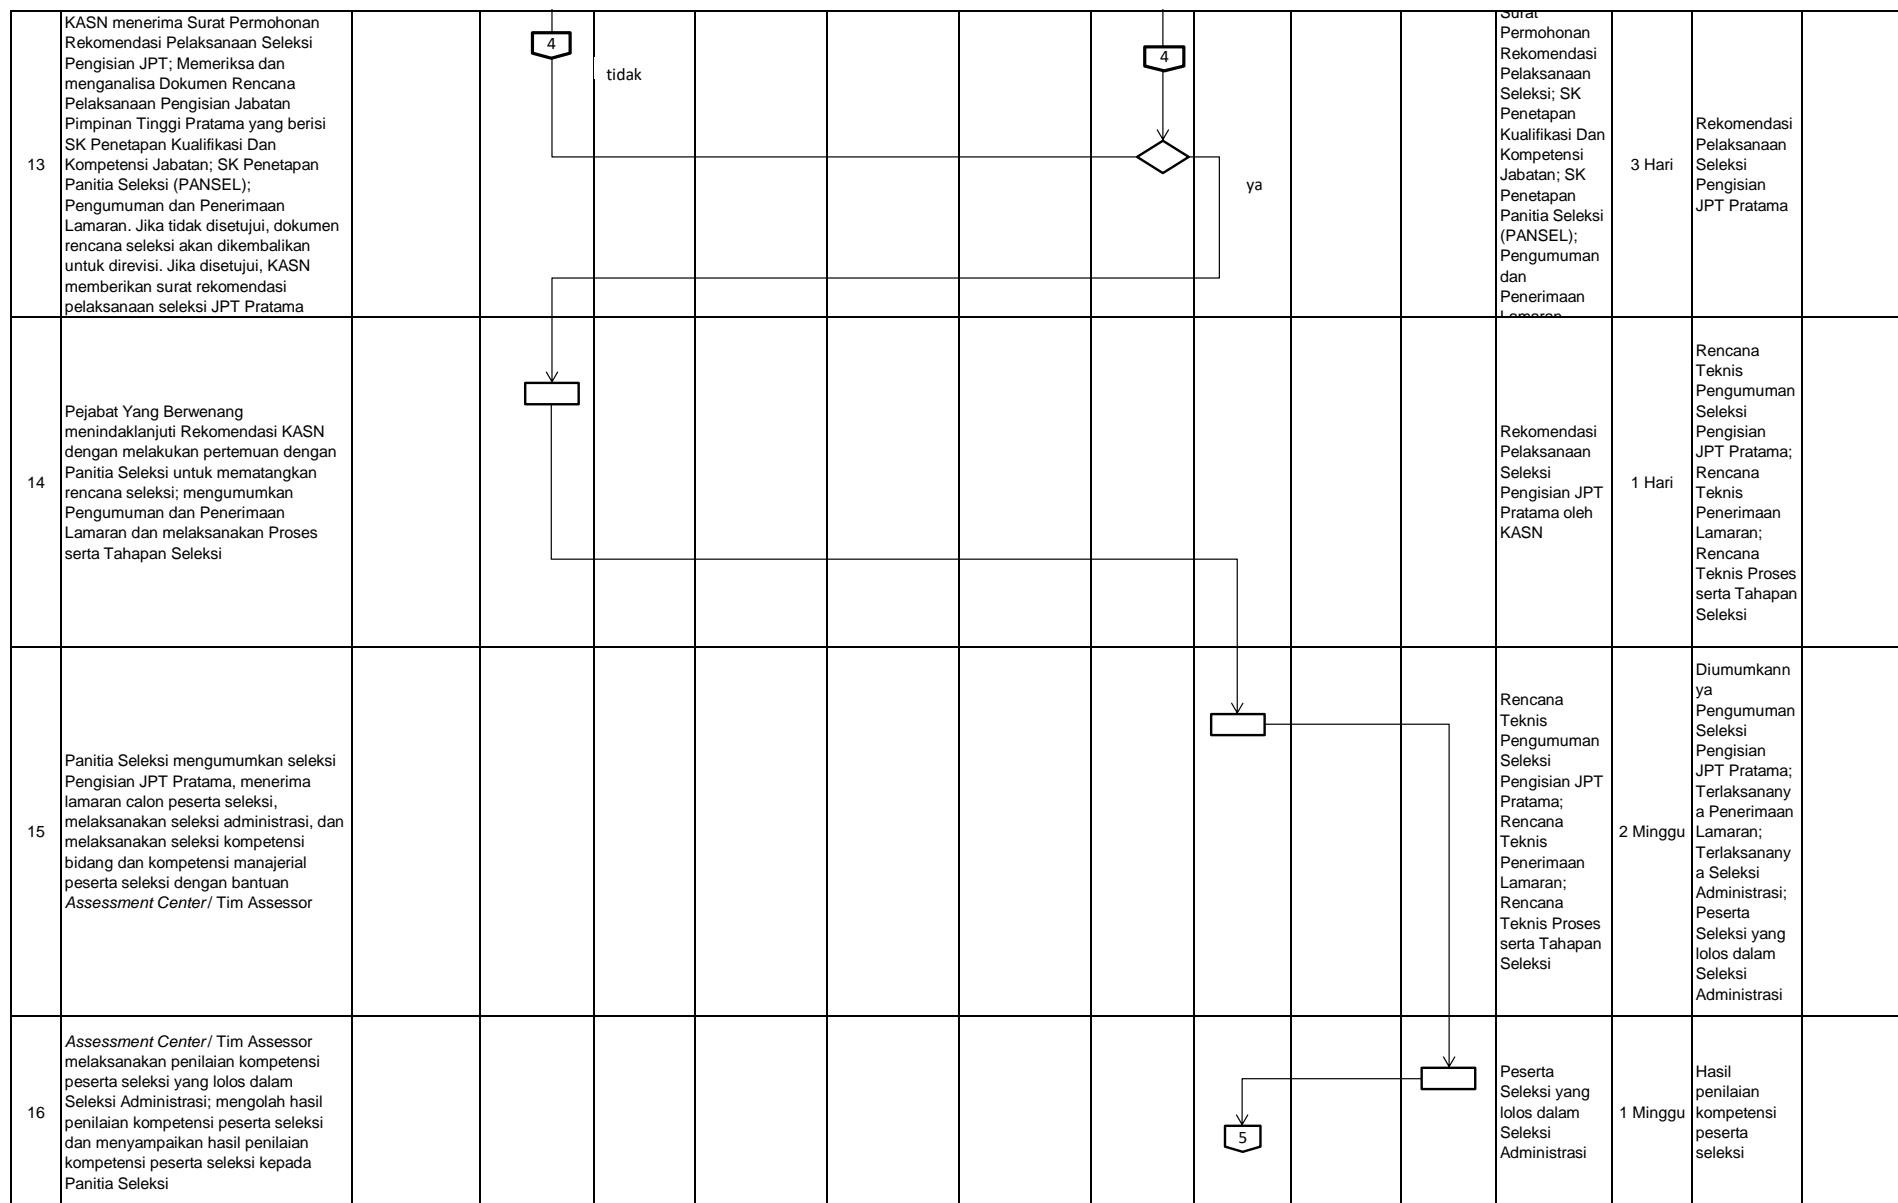 13
KASN menerima Surat Permohonan
Rekomendasi Pelaksanaan Seleksi
Pengisian JPT; Memeriksa dan
menganalisa Dokumen Rencana
Pelaksanaan Pengisian Jabatan
Pimpinan Tinggi Pratama yang berisi
SK Penetapan Kualifikasi Dan
Kompetensi Jabatan; SK Penetapan
Panitia Seleksi (PANSEL);
Pengumuman dan Penerimaan
Lamaran. Jika tidak disetujui, dokumen
rencana seleksi akan dikembalikan
untuk direvisi. Jika disetujui, KASN
memberikan surat rekomendasi
pelaksanaan seleksi JPT Pratama
4
tidak
4
ya
Surat
Permohonan
Rekomendasi
Pelaksanaan
Seleksi; SK
Penetapan
Kualifikasi Dan
Kompetensi
Jabatan; SK
Penetapan
Panitia Seleksi
(PANSEL);
Pengumuman
dan
Penerimaan
Lamaran
3 Hari
Rekomendasi
Pelaksanaan
Seleksi
Pengisian
JPT Pratama
14
Pejabat Yang Berwenang
menindaklanjuti Rekomendasi KASN
dengan melakukan pertemuan dengan
Panitia Seleksi untuk mematangkan
rencana seleksi; mengumumkan
Pengumuman dan Penerimaan
Lamaran dan melaksanakan Proses
serta Tahapan Seleksi
Rekomendasi
Pelaksanaan
Seleksi
Pengisian JPT
Pratama oleh
KASN
1 Hari
Rencana
Teknis
Pengumuman
Seleksi
Pengisian
JPT Pratama;
Rencana
Teknis
Penerimaan
Lamaran;
Rencana
Teknis Proses
serta Tahapan
Seleksi
15
Panitia Seleksi mengumumkan seleksi
Pengisian JPT Pratama, menerima
lamaran calon peserta seleksi,
melaksanakan seleksi administrasi, dan
melaksanakan seleksi kompetensi
bidang dan kompetensi manajerial
peserta seleksi dengan bantuan
Assessment Center/ Tim Assessor
Rencana
Teknis
Pengumuman
Seleksi
Pengisian JPT
Pratama;
Rencana
Teknis
Penerimaan
Lamaran;
Rencana
Teknis Proses
serta Tahapan
Seleksi
2 Minggu
Diumumkann
ya
Pengumuman
Seleksi
Pengisian
JPT Pratama;
Terlaksanany
a Penerimaan
Lamaran;
Terlaksanany
a Seleksi
Administrasi;
Peserta
Seleksi yang
lolos dalam
Seleksi
Administrasi
16
Assessment Center/ Tim Assessor
melaksanakan penilaian kompetensi
peserta seleksi yang lolos dalam
Seleksi Administrasi; mengolah hasil
penilaian kompetensi peserta seleksi
dan menyampaikan hasil penilaian
kompetensi peserta seleksi kepada
Panitia Seleksi
5
Peserta
Seleksi yang
lolos dalam
Seleksi
Administrasi
1 Minggu
Hasil
penilaian
kompetensi
peserta
seleksi